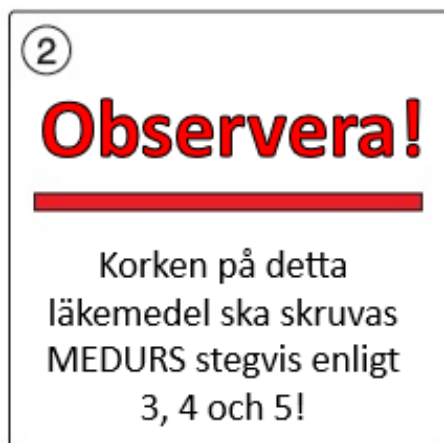 2
Observera!
Korken på detta
läkemedel ska skruvas
MEDURS stegvis enligt
3, 4 och 5!